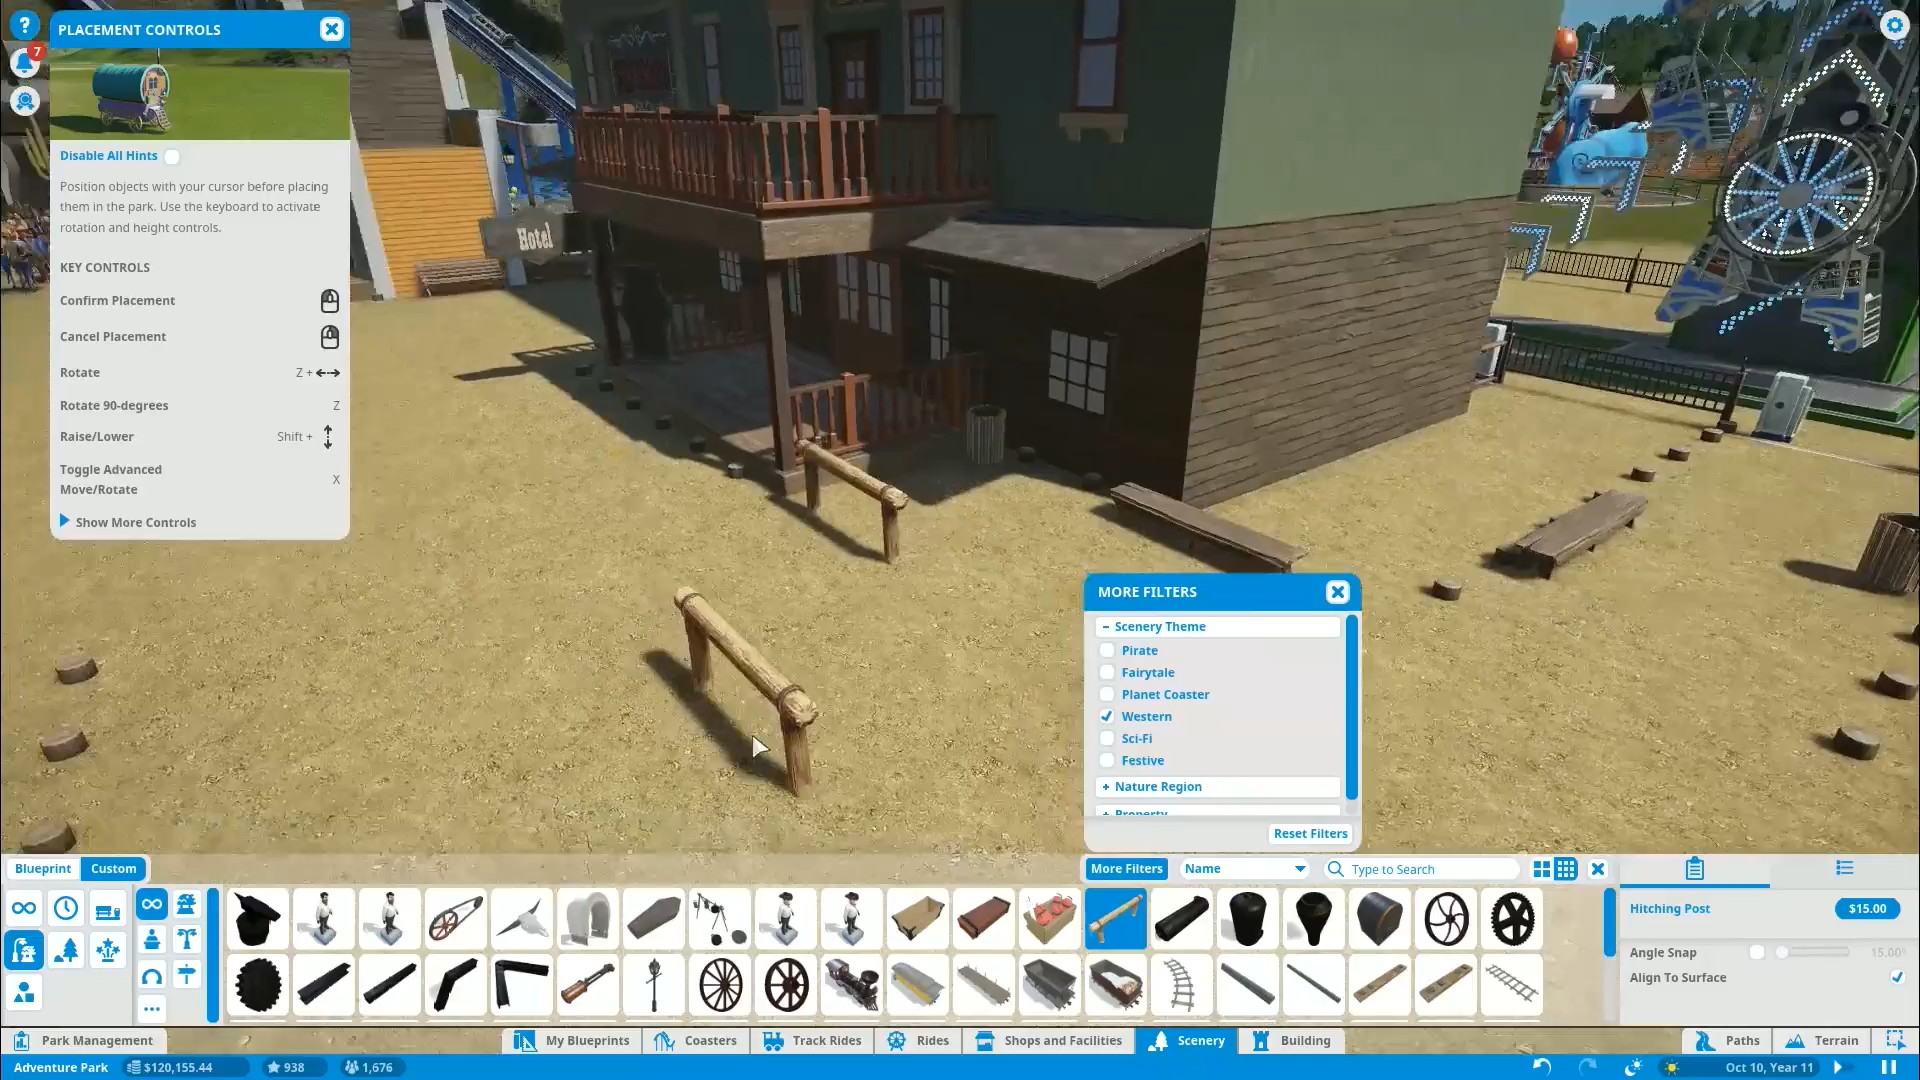 ?
7
PLACEMENT CONTROLS
Disable All Hints
Position objects with your cursor before placing
them in the park. Use the keyboard to activate
rotation and height controls.
KEY CONTROLS
Confirm Placement
Cancel Placement
Rotate Z +
Rotate 90-degrees Z
Raise/Lower Shift +
Toggle Advanced
Move/Rotate X
Show More Controls
Hotel
MORE FILTERS
- Scenery Theme
Pirate
Fairytale
Planet Coaster
Western
Sci-Fi
Festive
+ Nature Region
+ Property
Reset Filters
Blueprint Custom
More Filters Name Type to Search
Hitching Post $15.00
Angle Snap 15.00°
Align To Surface
Park Management My Blueprints Coasters Track Rides Rides Shops and Facilities Scenery Building Paths Terrain
Adventure Park $120,155.44 938 1,676 Oct 10, Year 11